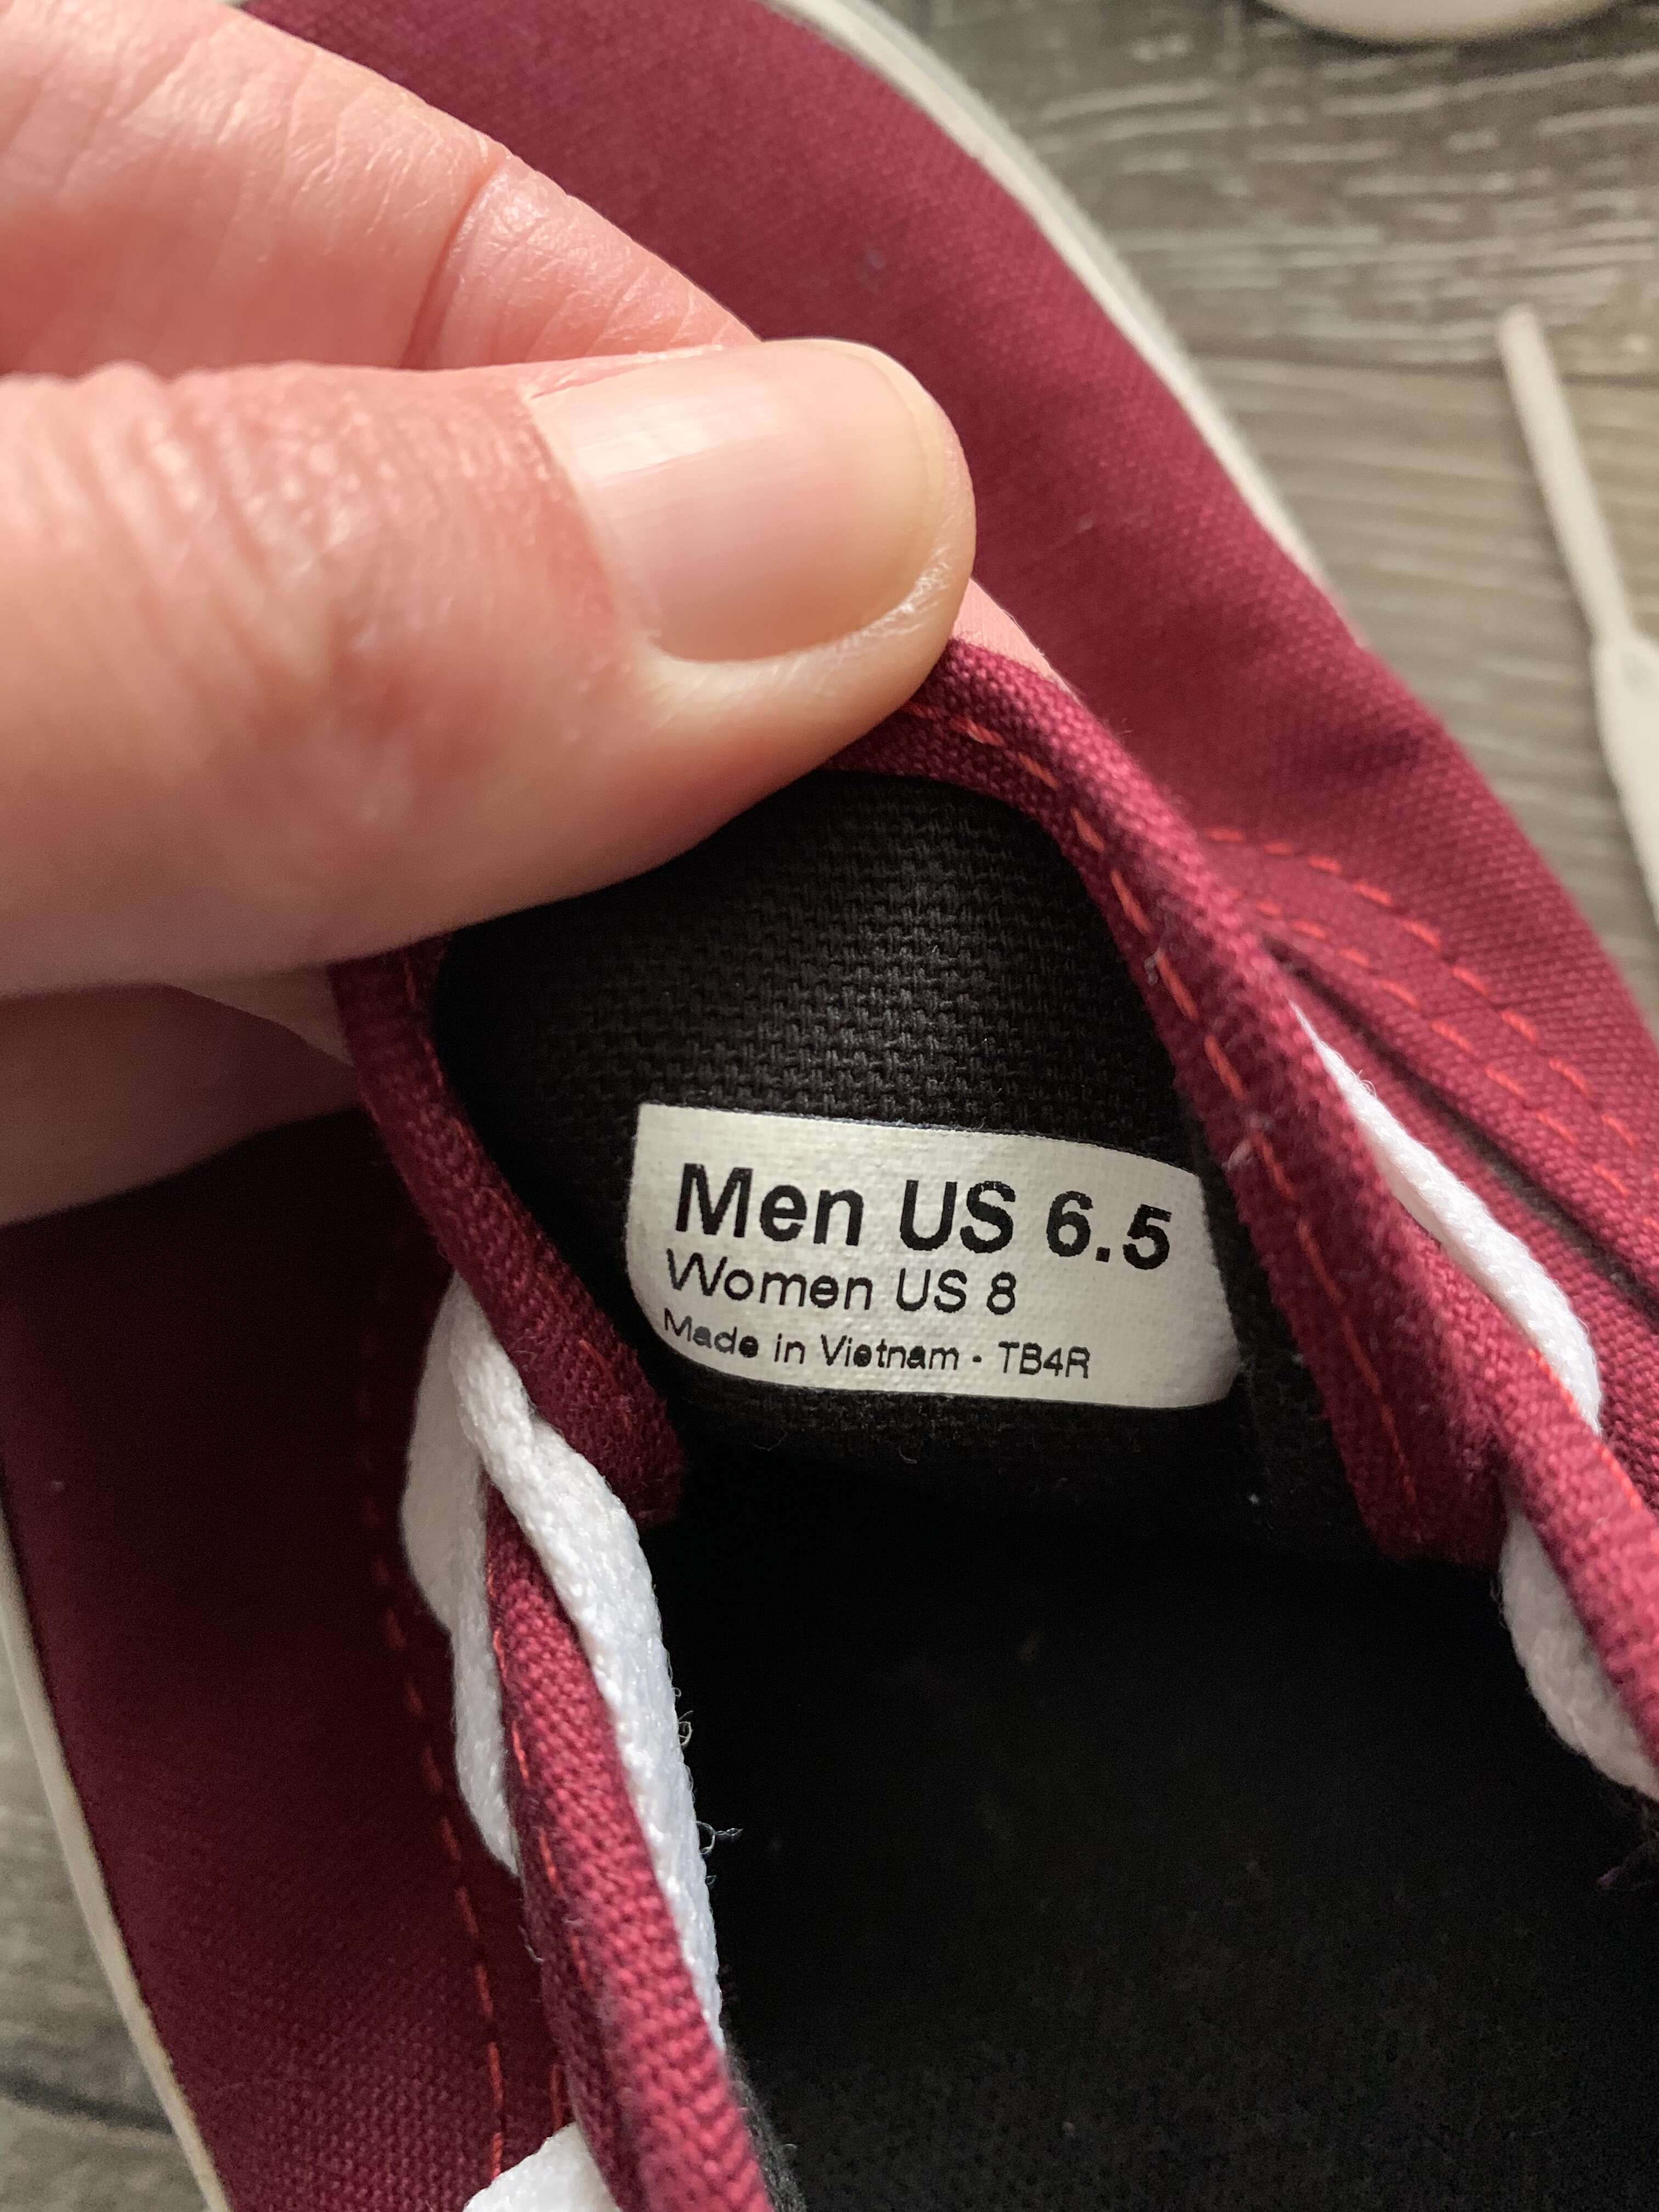 Men US 6.5
Women US 8
Made in Vietnam - TB4R